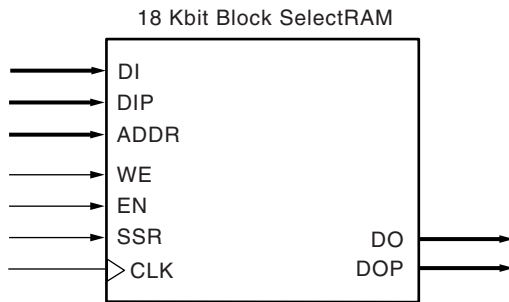 18 Kbit Block SelectRAM
DI
DIP
ADDR
WE
EN
SSR
CLK
DO
DOP